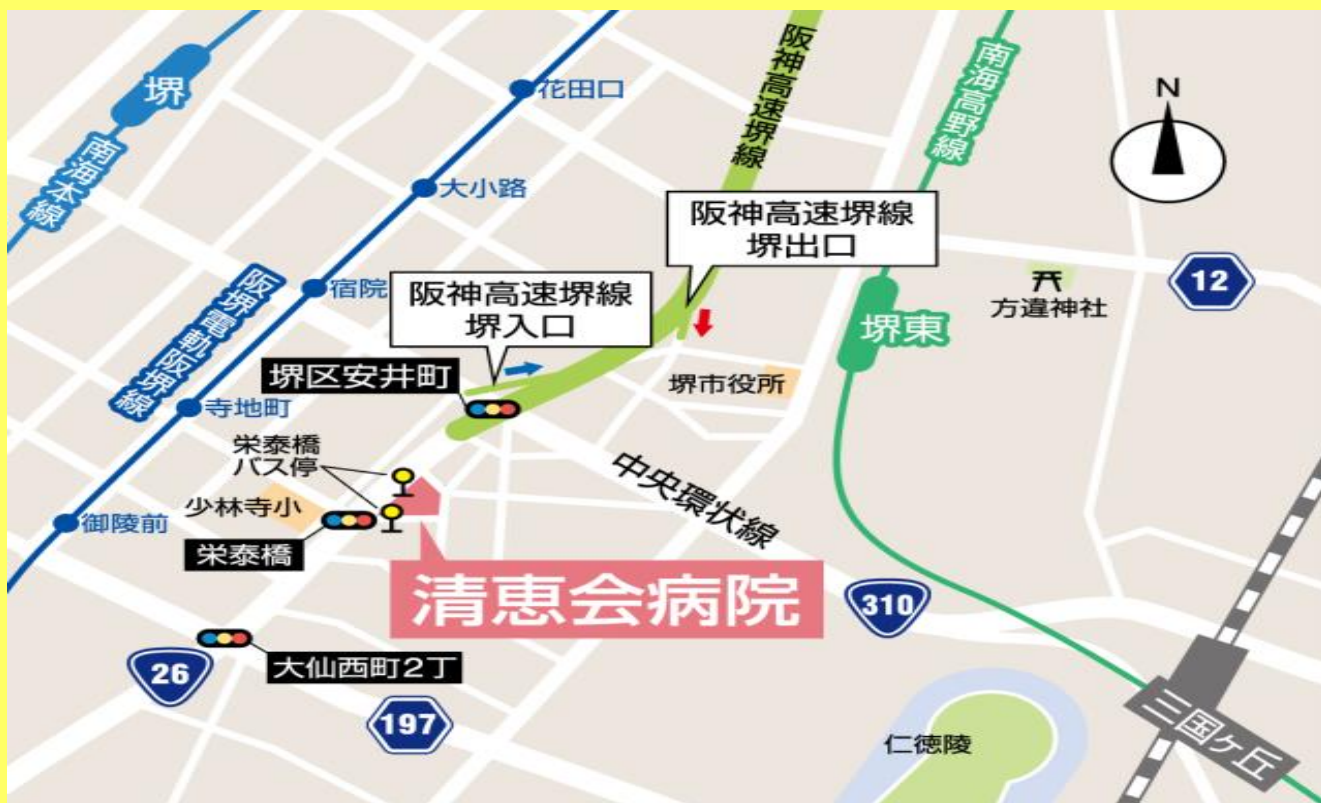 堺
南海本線
花田口
大小路
宿院
阪堺電軌阪堺線
寺地町
御陵前
阪神高速堺線
南海高野線
N
阪神高速堺線
堺出口
阪神高速堺線
堺入口
堺区安井町
堺市役所
堺東
方違神社
12
栄泰橋
バス停
少林寺小
栄泰橋
中央環状線
清恵会病院
310
26
大仙西町2丁
197
仁徳陵
三国ヶ丘